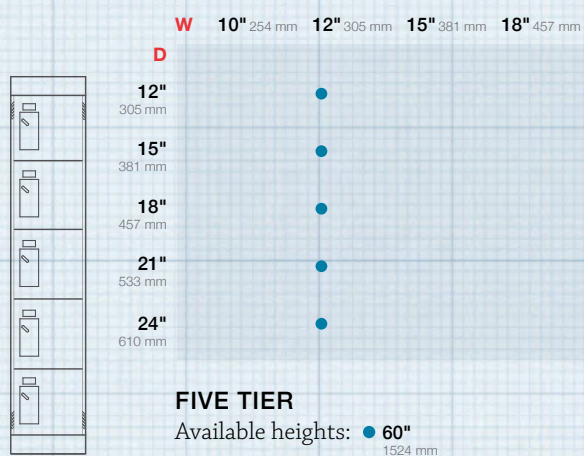 W 10" 254 mm 12" 305 mm 15" 381 mm 18" 457 mm
D
12"
305 mm
15"
381 mm
18"
457 mm
21"
533 mm
24"
610 mm
FIVE TIER
Available heights: ● 60"
1524 mm